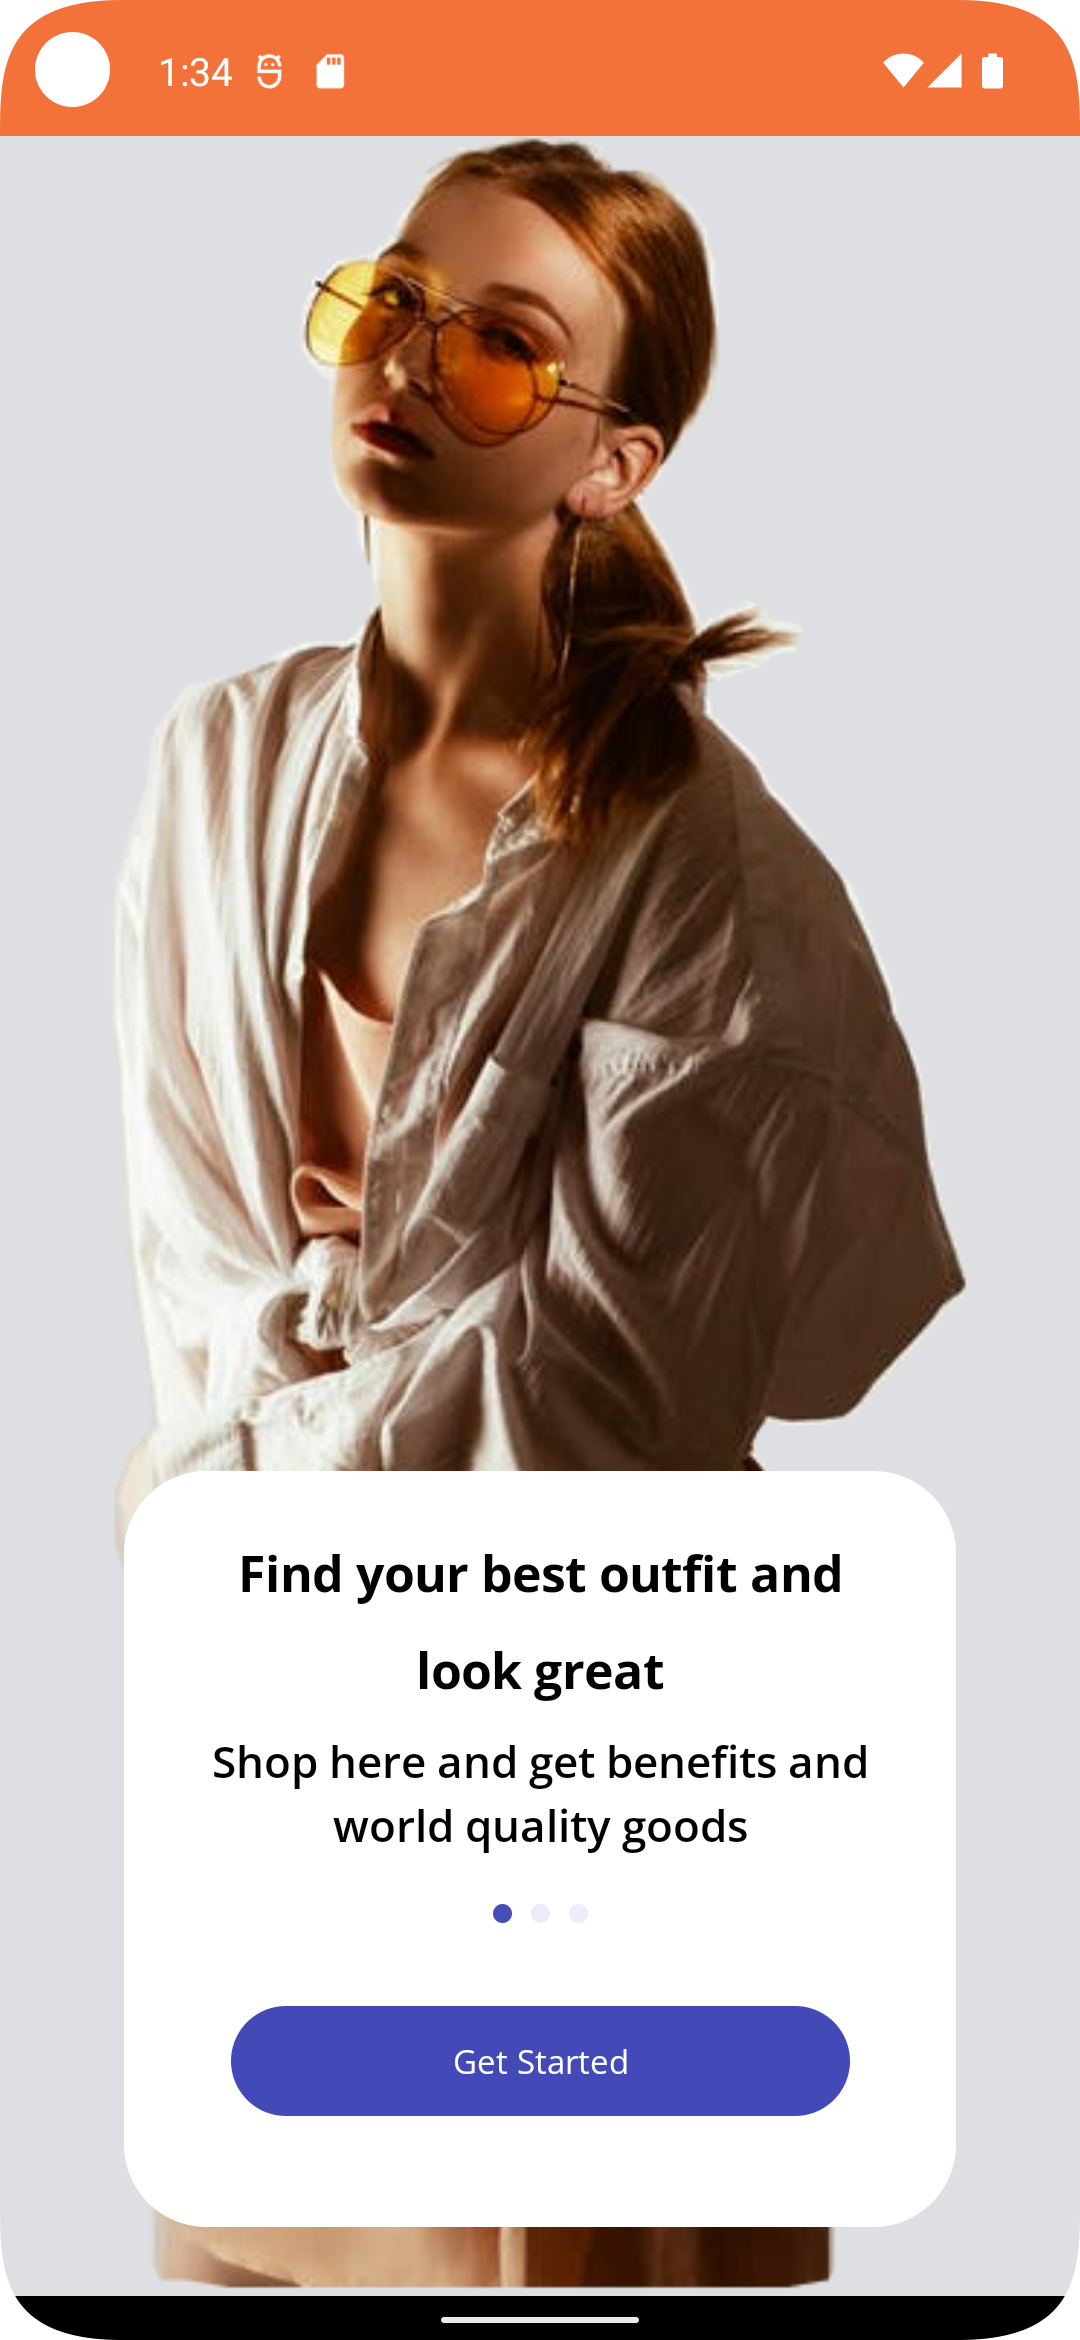 1:34
Find your best outfit and
look great
Shop here and get benefits and
world quality goods
Get Started